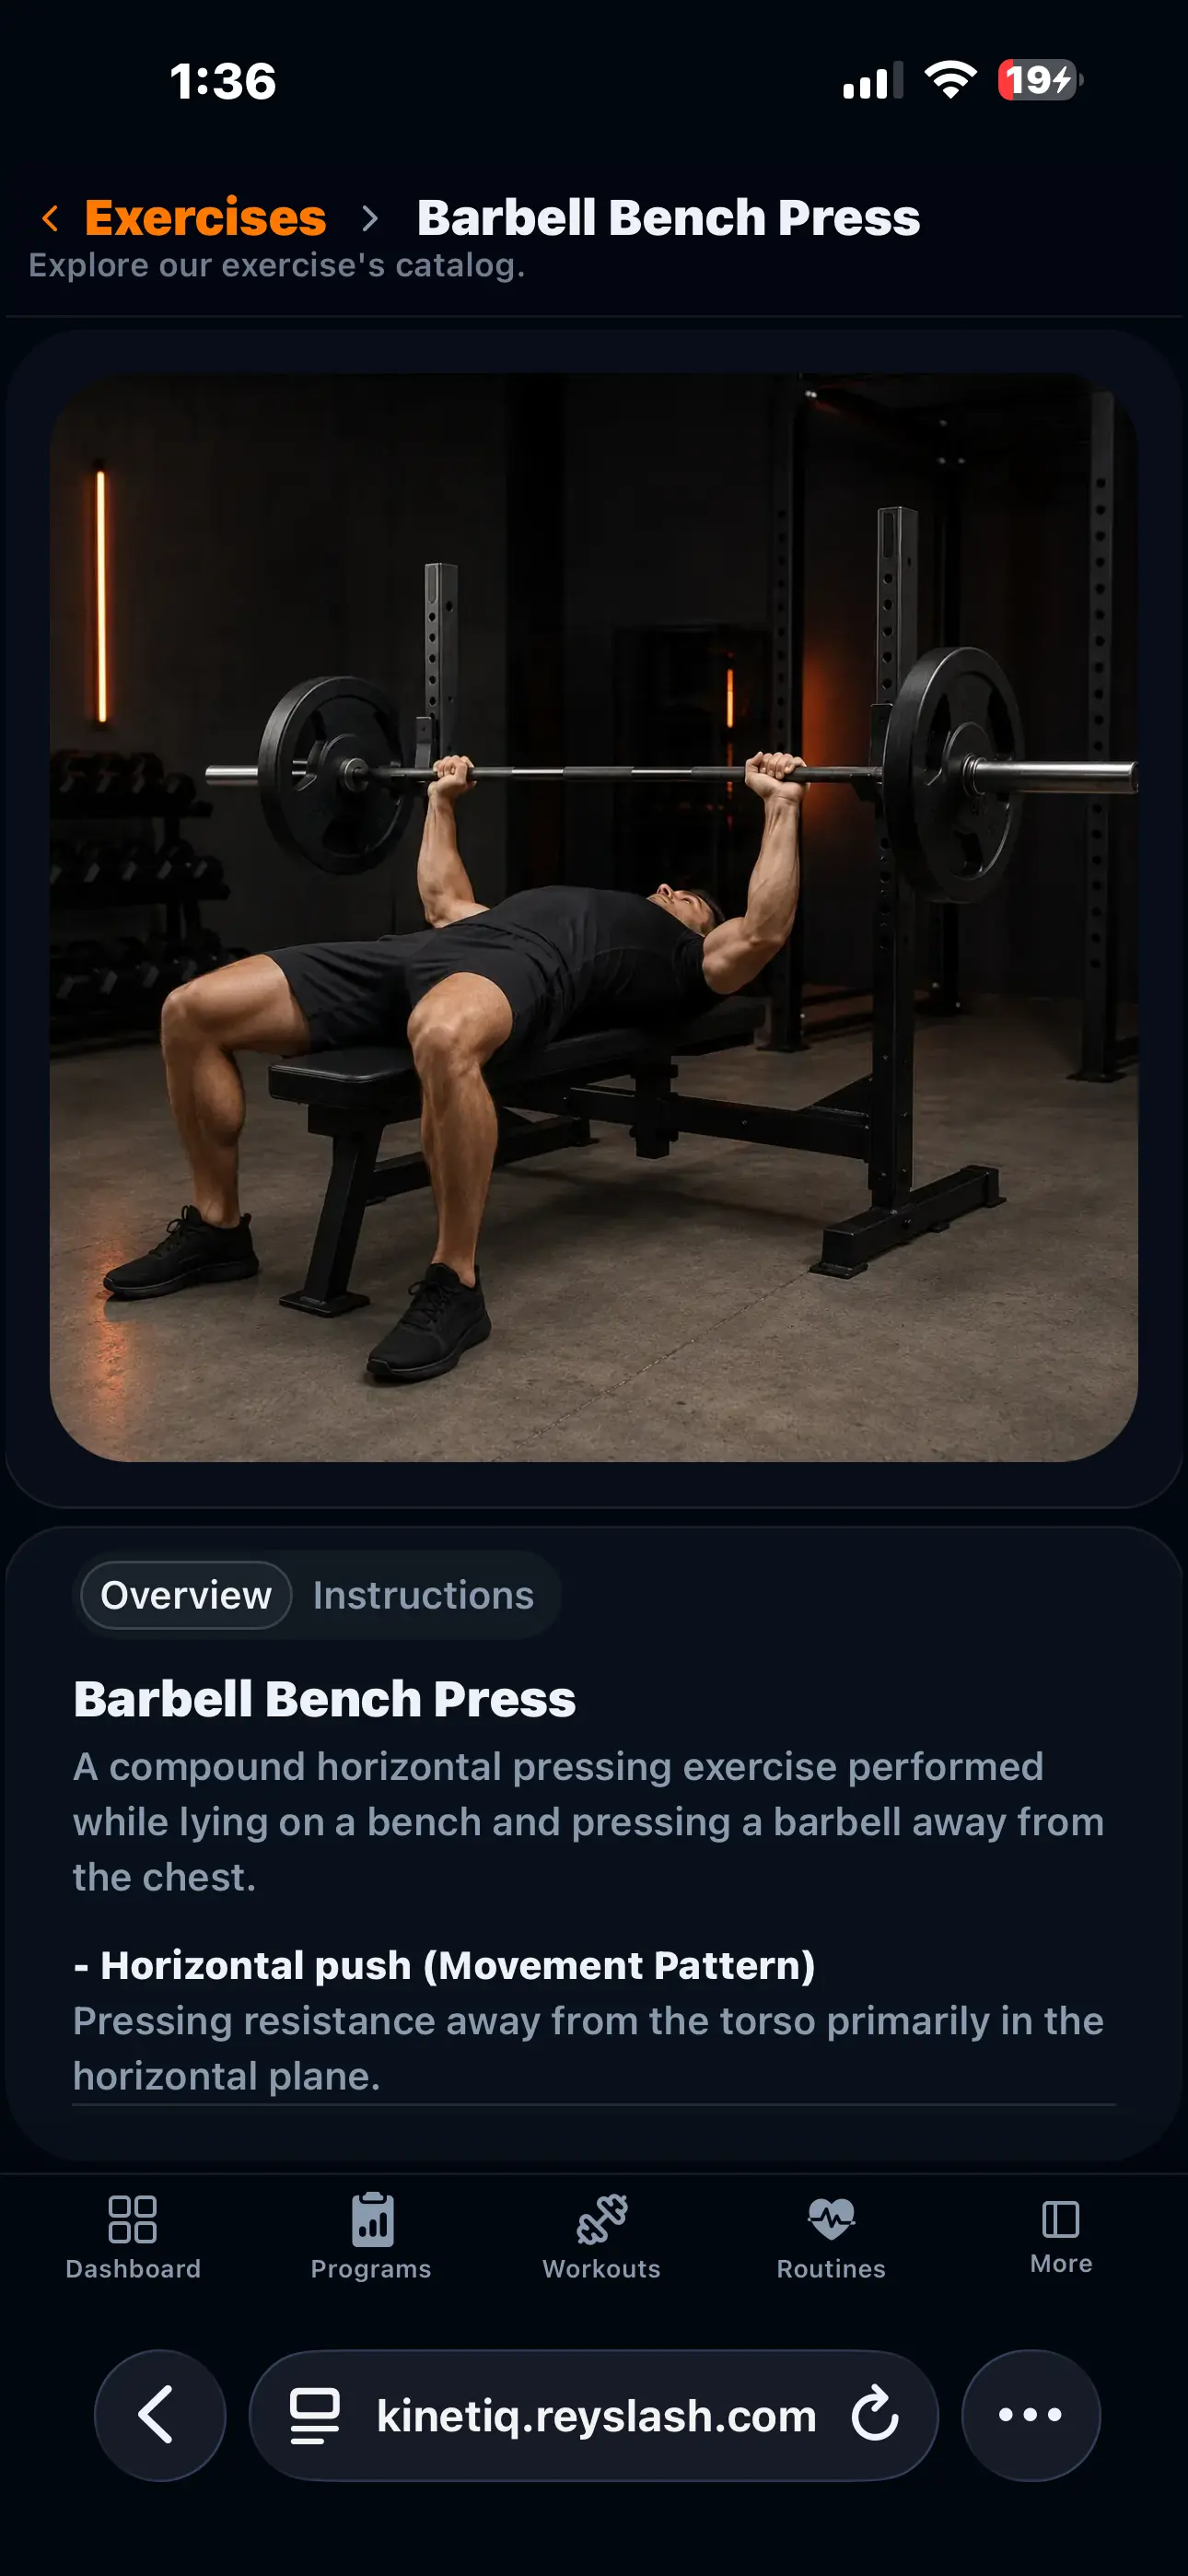 1:36
19
Exercises > Barbell Bench Press
Explore our exercise's catalog.
Overview Instructions
Barbell Bench Press
A compound horizontal pressing exercise performed
while lying on a bench and pressing a barbell away from
the chest.
- Horizontal push (Movement Pattern)
Pressing resistance away from the torso primarily in the
horizontal plane.
Dashboard Programs Workouts Routines More
kinetiq.reyslash.com